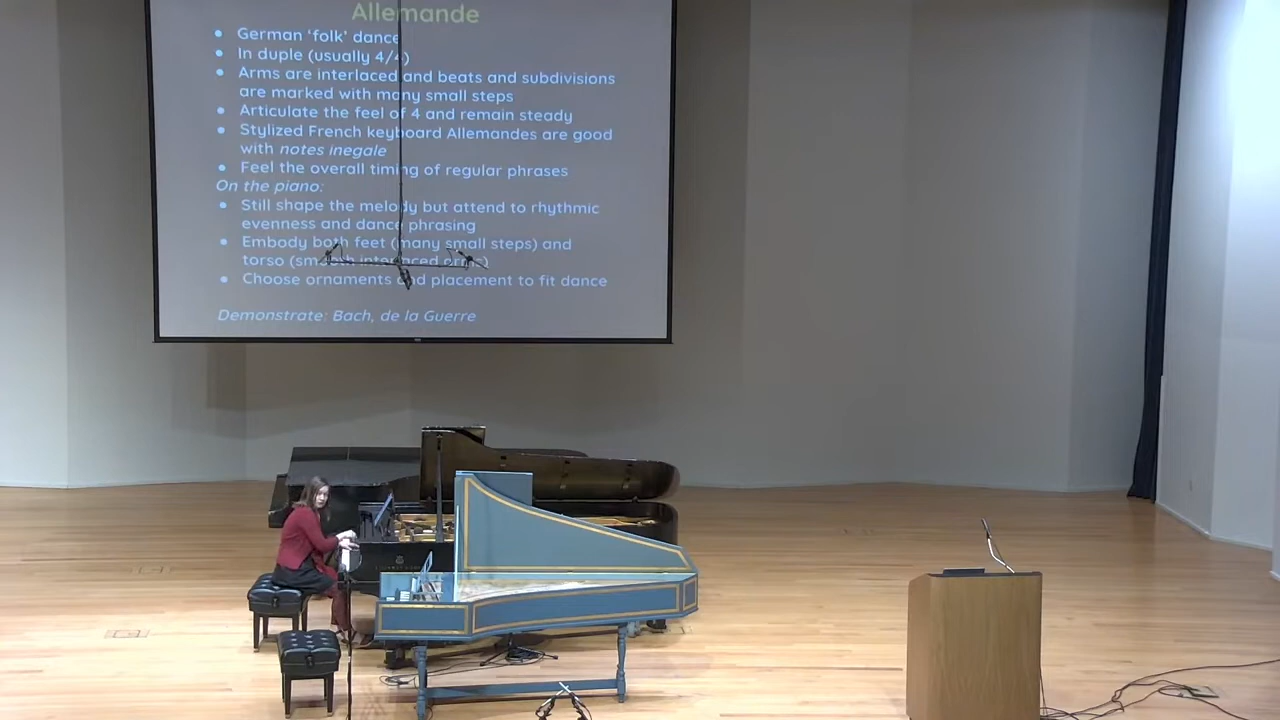 Allemande
• German 'folk' dance
• In duple (usually 4/4)
• Arms are interlaced and beats and subdivisions
are marked with many small steps
• Articulate the feel of 4 and remain steady
• Stylized French keyboard Allemandes are good
with notes inegale
• Feel the overall timing of regular phrases
On the piano:
• Still shape the melody but attend to rhythmic
evenness and dance phrasing
• Embody both feet (many small steps) and
torso (smooth interlaced arms)
• Choose ornaments and placement to fit dance
Demonstrate: Bach, de la Guerre